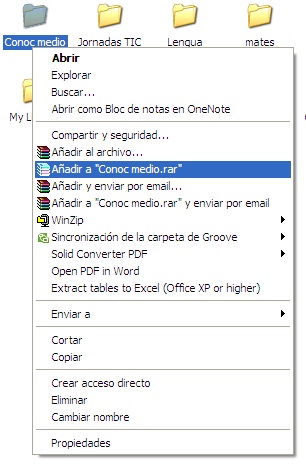 Conoc medio Jornadas TIC Lengua mates
Abrir
Explorar
Buscar...
Abrir como Bloc de notas en OneNote
My L
Compartir y seguridad...
Añadir al archivo...
Añadir a "Conoc medio.rar"
Añadir y enviar por email...
Añadir a "Conoc medio.rar" y enviar por email
WinZip
Sincronización de la carpeta de Groove
Solid Converter PDF
Open PDF in Word
Extract tables to Excel (Office XP or higher)
Enviar a
Cortar
Copiar
Crear acceso directo
Eliminar
Cambiar nombre
Propiedades